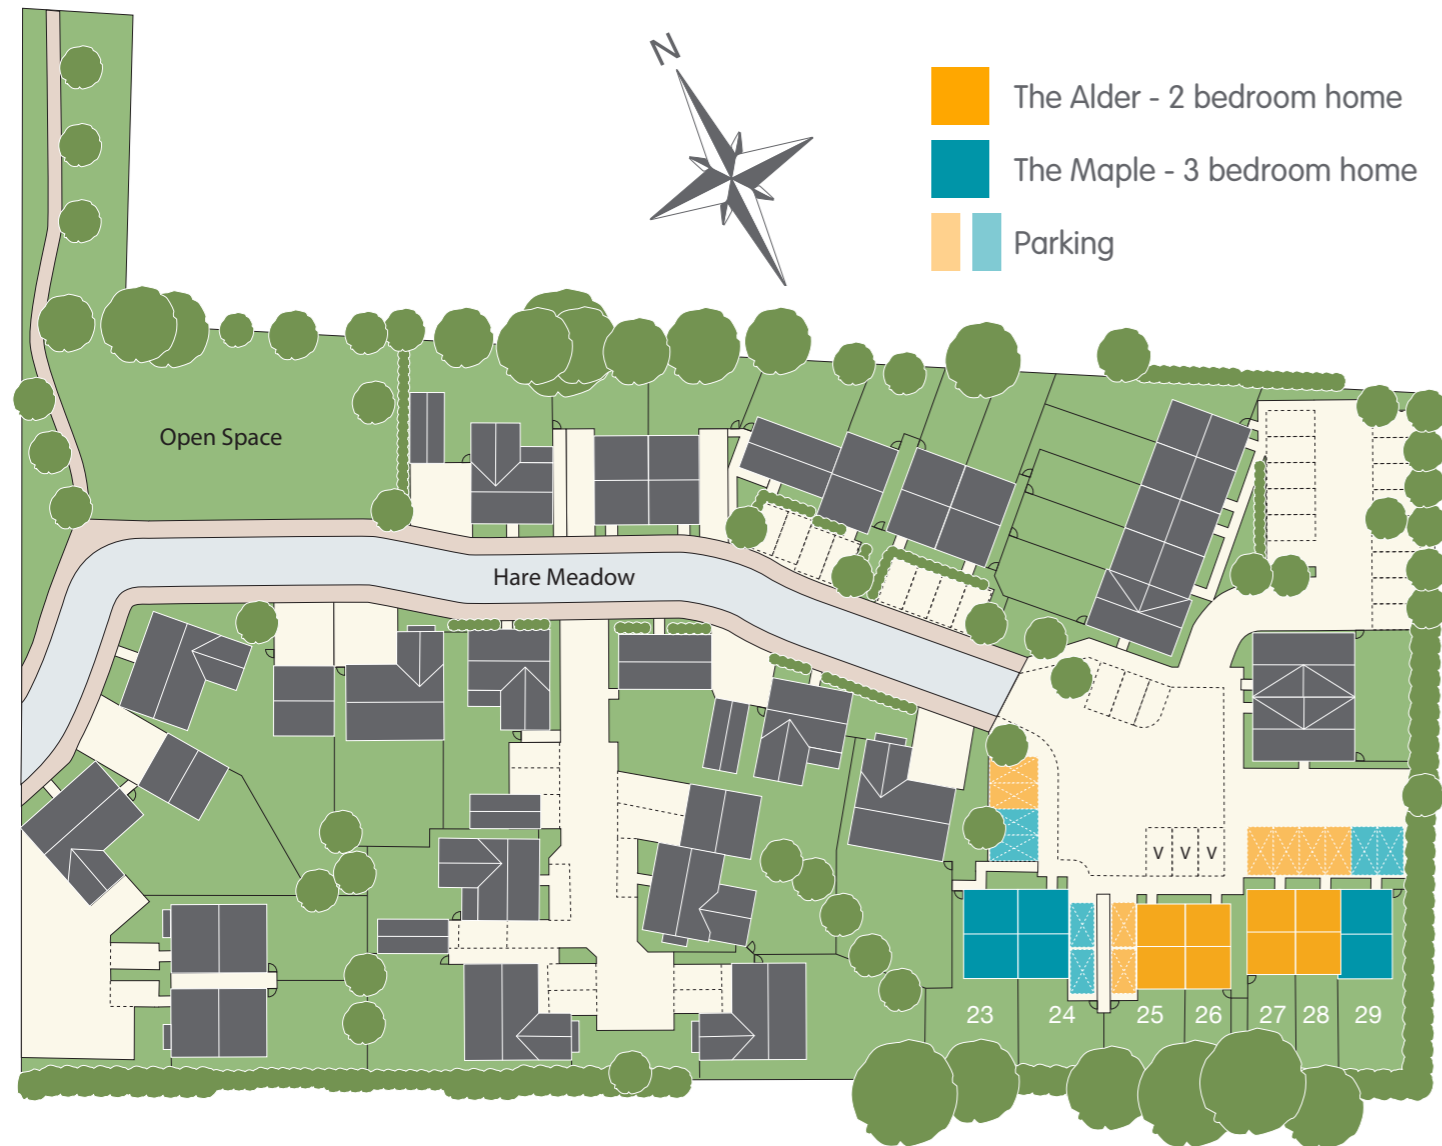 N
The Alder - 2 bedroom home
The Maple - 3 bedroom home
Parking
Open Space
Hare Meadow
V V V
23 24 25 26 27 28 29